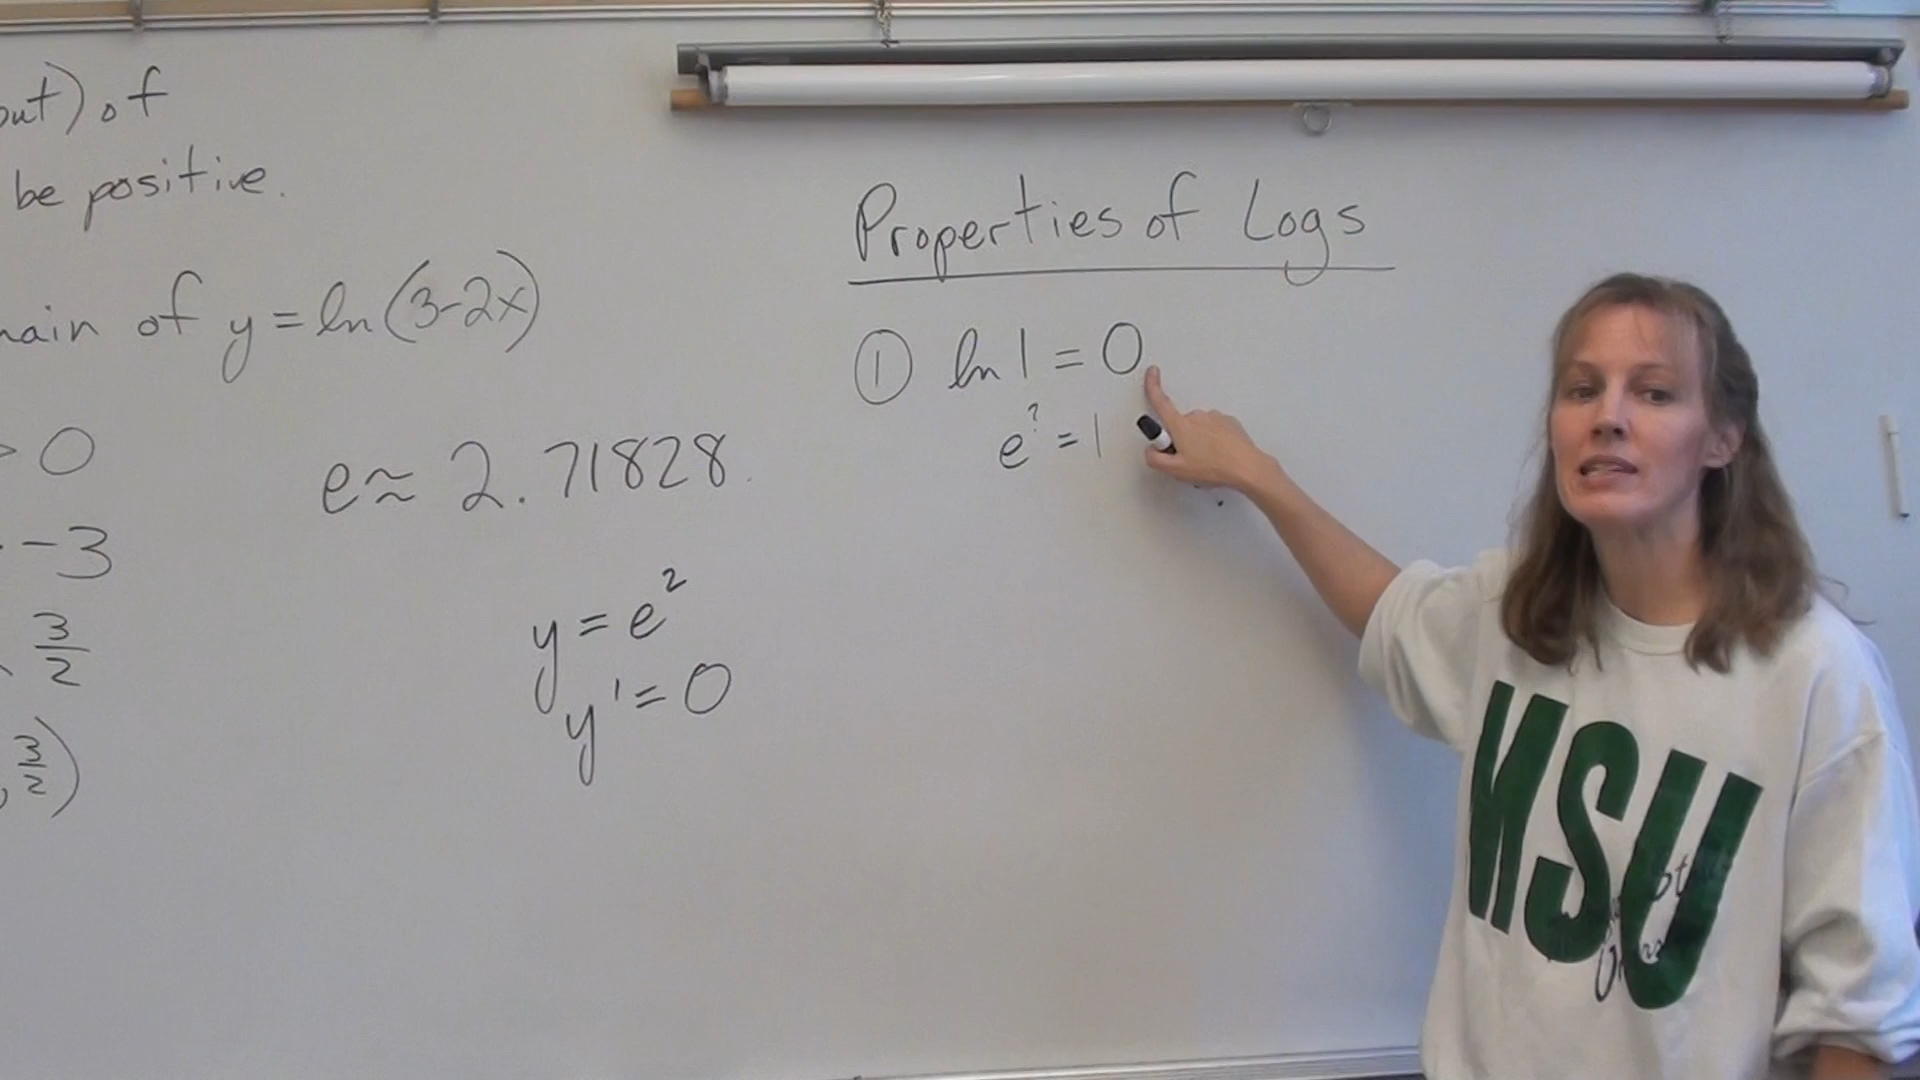 out) of
be positive.
main of y = ln(3-2x)
> 0
-3
3/2
, 3/2)
e ≈ 2.71828
y = e²
y' = 0
Properties of Logs
① ln 1 = 0
e^? = 1
MSU